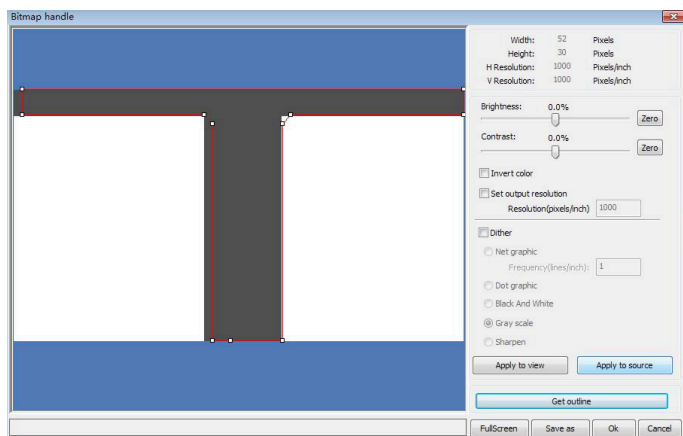 Bitmap handle
Width: 52 Pixels
Height: 30 Pixels
H Resolution: 1000 Pixels/inch
V Resolution: 1000 Pixels/inch
Brightness: 0.0%
Zero
Contrast: 0.0%
Zero
Invert color
Set output resolution
Resolution(pixels/inch) 1000
Dither
Net graphic
Frequency(lines/inch): 1
Dot graphic
Black And White
Gray scale
Sharpen
Apply to view Apply to source
Get outline
FullScreen Save as Ok Cancel